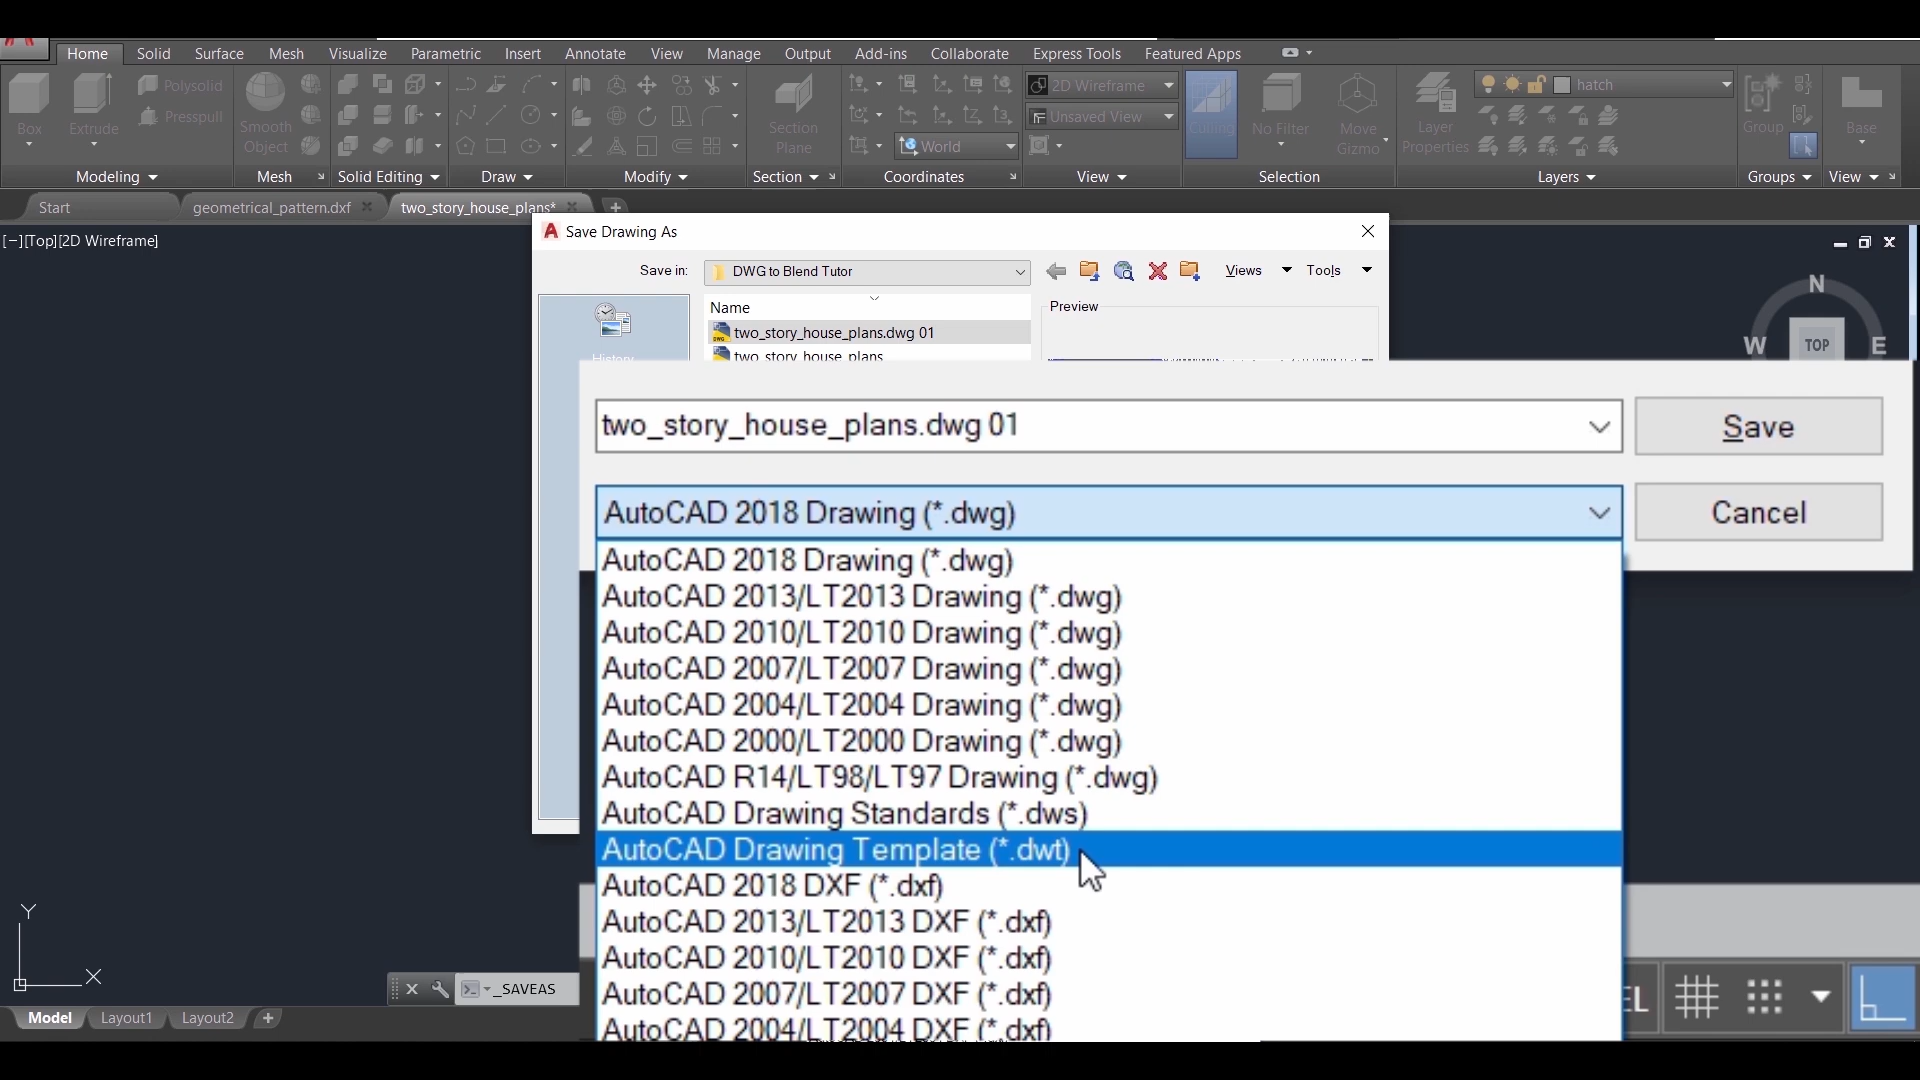 Home Solid Surface Mesh Visualize Parametric Insert Annotate View Manage Output Add-ins Collaborate Express Tools Featured Apps
Box
Extrude
Polysolid
Presspull
Smooth
Object
Section
Plane
World
2D Wireframe
Unsaved View
Culling
No Filter
Move
Gizmo
Layer
Properties
hatch
Group
Base
Modeling Mesh Solid Editing Draw Modify Section Coordinates View Selection Layers Groups View
Start geometrical_pattern.dxf two_story_house_plans*
[−][Top][2D Wireframe]
Save Drawing As
Save in: DWG to Blend Tutor Views Tools
Name
Preview
two_story_house_plans.dwg 01
two_story_house_plans
History
N
W TOP E
two_story_house_plans.dwg 01
Save
AutoCAD 2018 Drawing (*.dwg)
Cancel
AutoCAD 2018 Drawing (*.dwg)
AutoCAD 2013/LT2013 Drawing (*.dwg)
AutoCAD 2010/LT2010 Drawing (*.dwg)
AutoCAD 2007/LT2007 Drawing (*.dwg)
AutoCAD 2004/LT2004 Drawing (*.dwg)
AutoCAD 2000/LT2000 Drawing (*.dwg)
AutoCAD R14/LT98/LT97 Drawing (*.dwg)
AutoCAD Drawing Standards (*.dws)
AutoCAD Drawing Template (*.dwt)
AutoCAD 2018 DXF (*.dxf)
AutoCAD 2013/LT2013 DXF (*.dxf)
AutoCAD 2010/LT2010 DXF (*.dxf)
AutoCAD 2007/LT2007 DXF (*.dxf)
AutoCAD 2004/LT2004 DXF (*.dxf)
Y
X
_SAVEAS
EL
Model Layout1 Layout2